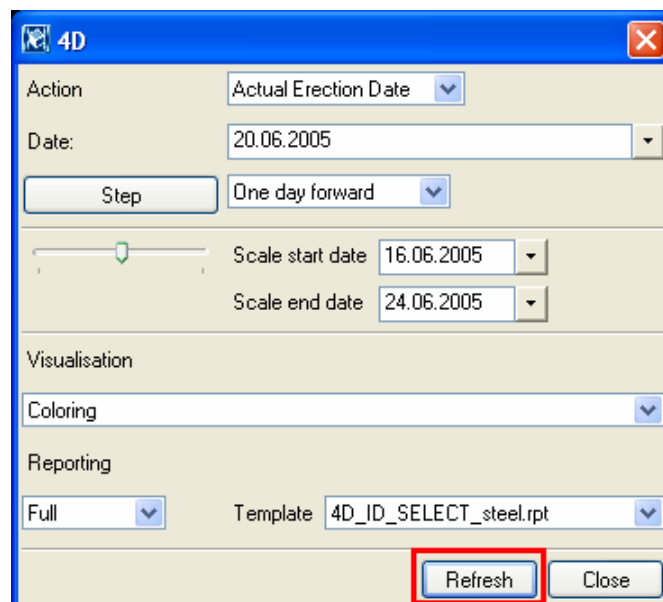 4D
Action Actual Erection Date
Date: 20.06.2005
Step One day forward
Scale start date 16.06.2005
Scale end date 24.06.2005
Visualisation
Coloring
Reporting
Full Template 4D_ID_SELECT_steel.rpt
Refresh Close